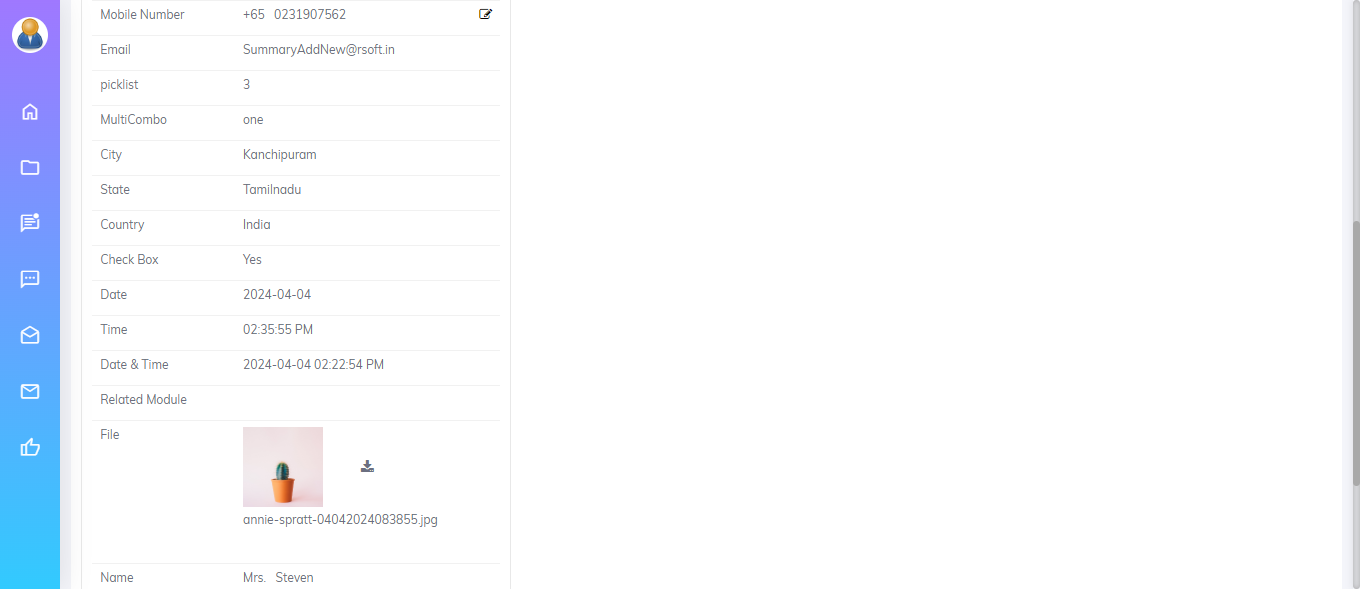 Mobile Number +65 0231907562
Email SummaryAddNew@rsoft.in
picklist 3
MultiCombo one
City Kanchipuram
State Tamilnadu
Country India
Check Box Yes
Date 2024-04-04
Time 02:35:55 PM
Date & Time 2024-04-04 02:22:54 PM
Related Module
File
annie-spratt-04042024083855.jpg
Name Mrs. Steven